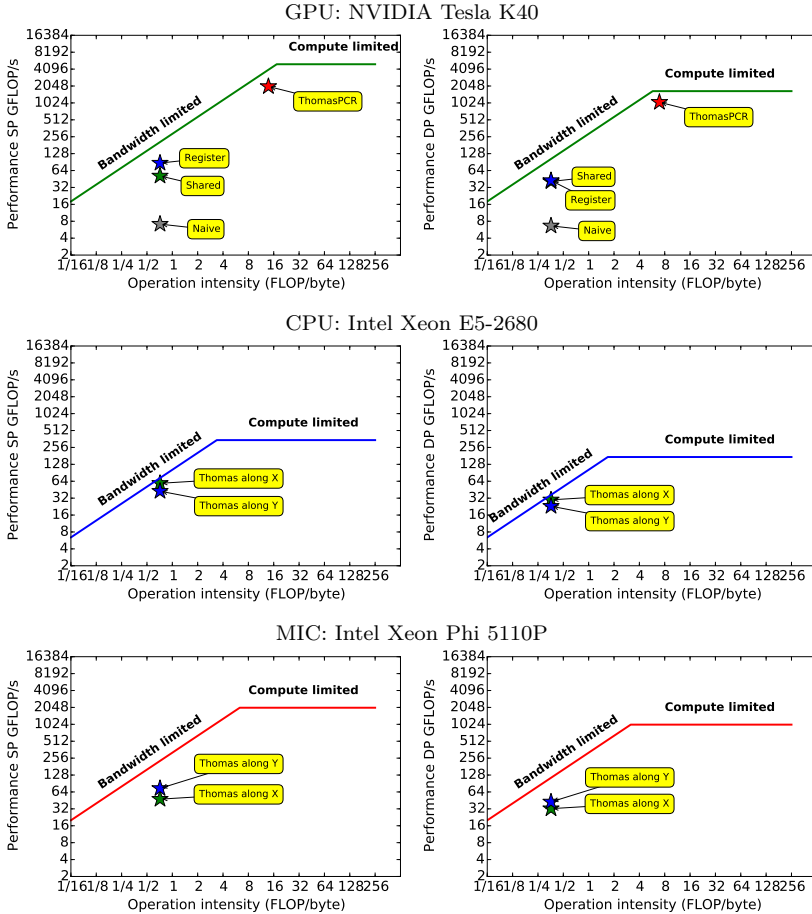 GPU: NVIDIA Tesla K40
Performance SP GFLOP/s
16384
8192
4096
2048
1024
512
256
128
64
32
16
8
4
2
Compute limited
Bandwidth limited
ThomasPCR
Register
Shared
Naive
1/16 1/8 1/4 1/2 1 2 4 8 16 32 64 128 256
Operation intensity (FLOP/byte)
Performance DP GFLOP/s
16384
8192
4096
2048
1024
512
256
128
64
32
16
8
4
2
Compute limited
Bandwidth limited
ThomasPCR
Shared
Register
Naive
1/16 1/8 1/4 1/2 1 2 4 8 16 32 64 128 256
Operation intensity (FLOP/byte)
CPU: Intel Xeon E5-2680
Performance SP GFLOP/s
16384
8192
4096
2048
1024
512
256
128
64
32
16
8
4
2
Compute limited
Bandwidth limited
Thomas along X
Thomas along Y
1/16 1/8 1/4 1/2 1 2 4 8 16 32 64 128 256
Operation intensity (FLOP/byte)
Performance DP GFLOP/s
16384
8192
4096
2048
1024
512
256
128
64
32
16
8
4
2
Compute limited
Bandwidth limited
Thomas along X
Thomas along Y
1/16 1/8 1/4 1/2 1 2 4 8 16 32 64 128 256
Operation intensity (FLOP/byte)
MIC: Intel Xeon Phi 5110P
Performance SP GFLOP/s
16384
8192
4096
2048
1024
512
256
128
64
32
16
8
4
2
Compute limited
Bandwidth limited
Thomas along Y
Thomas along X
1/16 1/8 1/4 1/2 1 2 4 8 16 32 64 128 256
Operation intensity (FLOP/byte)
Performance DP GFLOP/s
16384
8192
4096
2048
1024
512
256
128
64
32
16
8
4
2
Compute limited
Bandwidth limited
Thomas along Y
Thomas along X
1/16 1/8 1/4 1/2 1 2 4 8 16 32 64 128 256
Operation intensity (FLOP/byte)